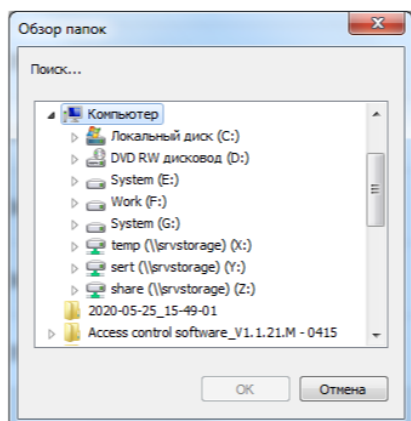 Обзор папок
Поиск...
Компьютер
Локальный диск (C:)
DVD RW дисковод (D:)
System (E:)
Work (F:)
System (G:)
temp (\\srvstorage) (X:)
sert (\\srvstorage) (Y:)
share (\\srvstorage) (Z:)
2020-05-25_15-49-01
Access control software_V1.1.21.M - 0415
OK
Отмена